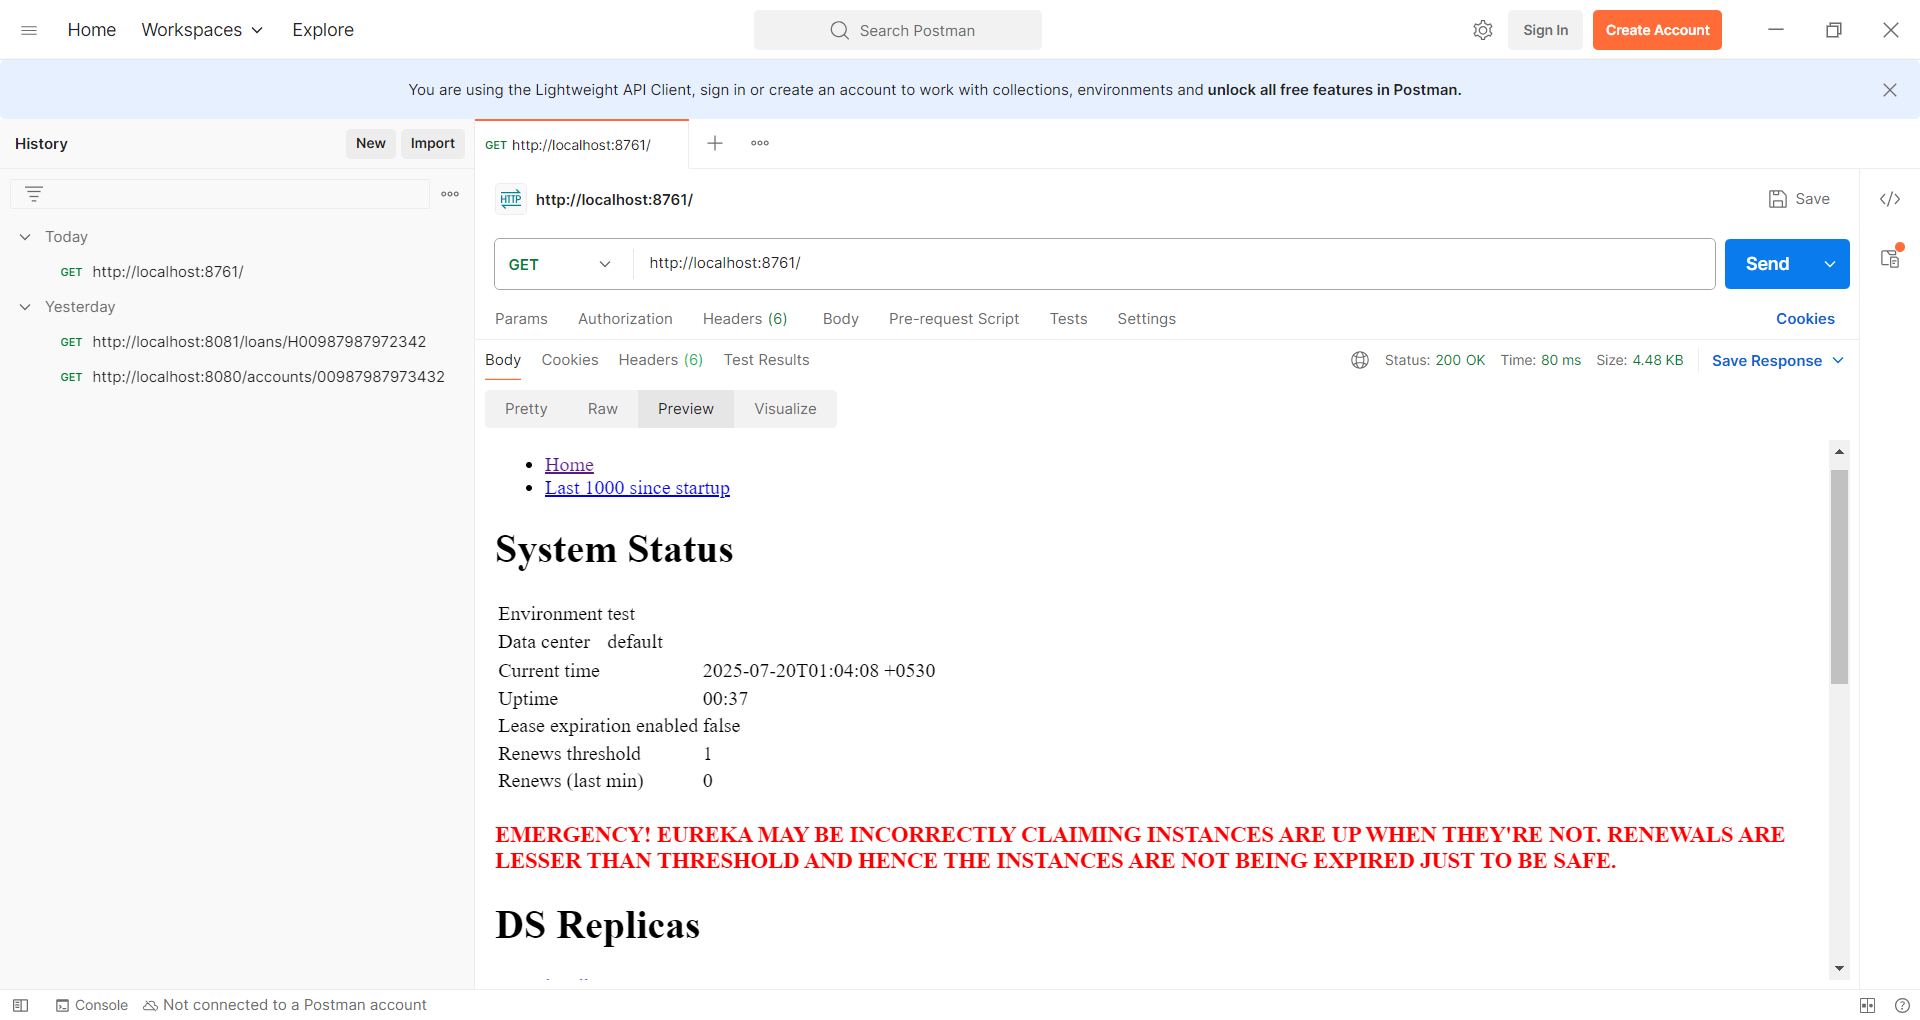 Home
Workspaces
Explore
Search Postman
Sign In
Create Account
You are using the Lightweight API Client, sign in or create an account to work with collections, environments and unlock all free features in Postman.
History
New
Import
GET http://localhost:8761/
HTTP http://localhost:8761/
Save
Today
GET http://localhost:8761/
Yesterday
GET http://localhost:8081/loans/H00987987972342
GET http://localhost:8080/accounts/00987987973432
GET
http://localhost:8761/
Send
Params
Authorization
Headers (6)
Body
Pre-request Script
Tests
Settings
Cookies
Body
Cookies
Headers (6)
Test Results
Status: 200 OK
Time: 80 ms
Size: 4.48 KB
Save Response
Pretty
Raw
Preview
Visualize
Home
Last 1000 since startup
System Status
Environment test
Data center default
Current time 2025-07-20T01:04:08 +0530
Uptime 00:37
Lease expiration enabled false
Renews threshold 1
Renews (last min) 0
EMERGENCY! EUREKA MAY BE INCORRECTLY CLAIMING INSTANCES ARE UP WHEN THEY'RE NOT. RENEWALS ARE
LESSER THAN THRESHOLD AND HENCE THE INSTANCES ARE NOT BEING EXPIRED JUST TO BE SAFE.
DS Replicas
Console
Not connected to a Postman account